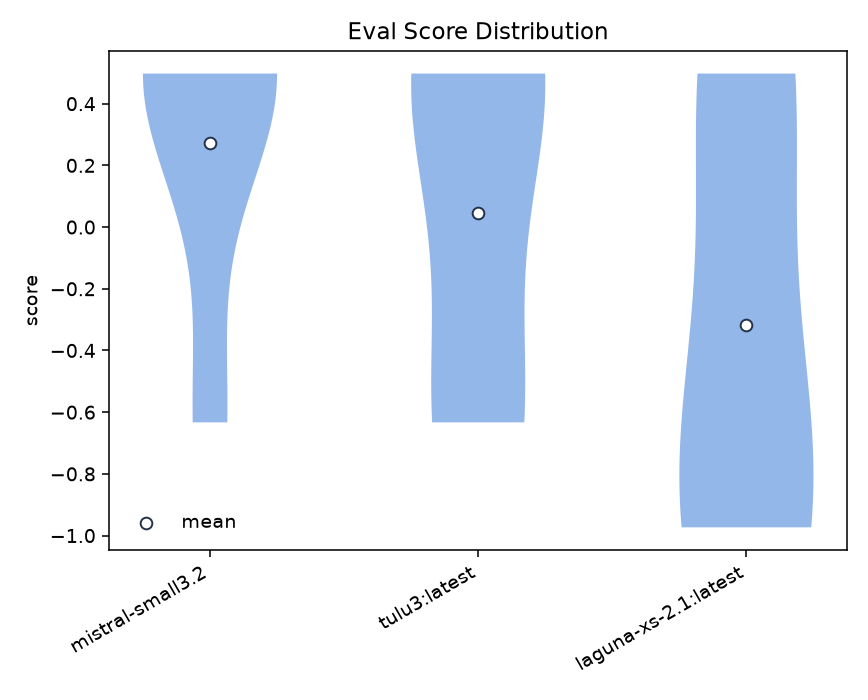 Eval Score Distribution
score
0.4
0.2
0.0
−0.2
−0.4
−0.6
−0.8
−1.0
mean
mistral-small3.2
tulu3:latest
laguna-xs-2.1:latest